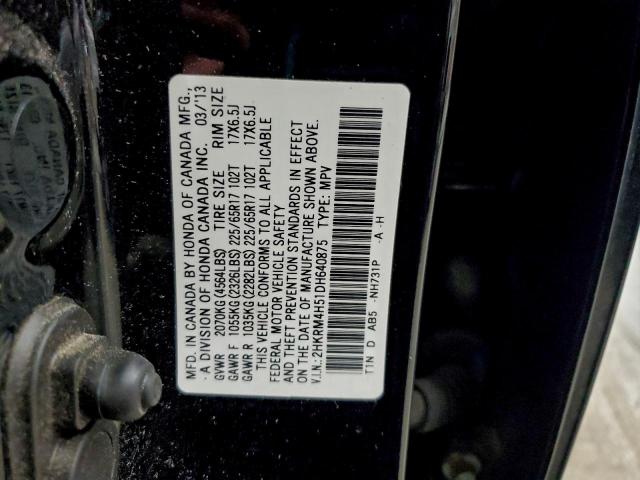 MFD. IN CANADA BY HONDA OF CANADA MFG.,
- A DIVISION OF HONDA CANADA INC. 03/'13
GVWR 2070KG(4564LBS) TIRE SIZE RIM SIZE
GAWR F 1055KG(2326LBS) 225/65R17 102T 17X6.5J
GAWR R 1035KG(2282LBS) 225/65R17 102T 17X6.5J
THIS VEHICLE CONFORMS TO ALL APPLICABLE
FEDERAL MOTOR VEHICLE SAFETY
AND THEFT PREVENTION STANDARDS IN EFFECT
ON THE DATE OF MANUFACTURE SHOWN ABOVE.
V.I.N.:2HKRM4H51DH640875 TYPE: MPV
T1N D AB5 -NH731P -A -H